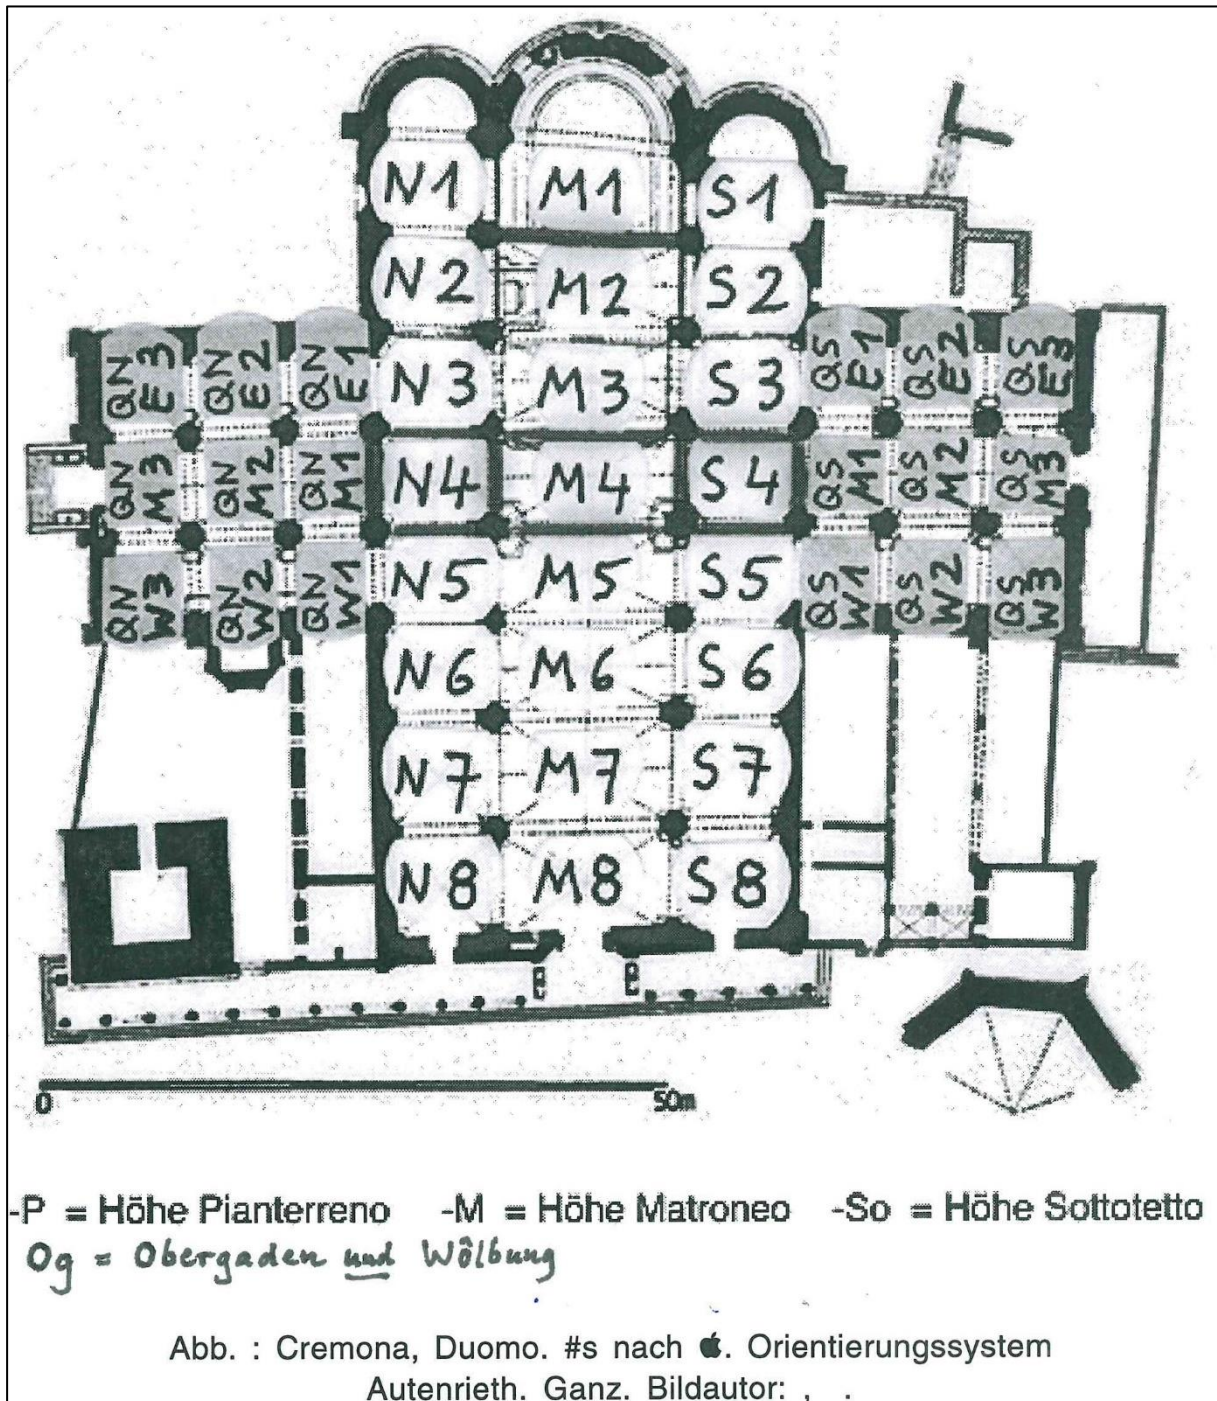 N1 M1 S1
N2 M2 S2
QN E3 QN E2 QN E1 N3 M3 S3 QS E1 QS E2 QS E3
QN M3 QN M2 QN M1 N4 M4 S4 QS M1 QS M2 QS M3
QN W3 QN W2 QN W1 N5 M5 S5 QS W1 QS W2 QS W3
N6 M6 S6
N7 M7 S7
N8 M8 S8
0 50m
-P = Höhe Pianterreno -M = Höhe Matroneo -So = Höhe Sottotetto
Og = Obergaden und Wölbung
Abb. : Cremona, Duomo. #s nach . Orientierungssystem
Autenrieth. Ganz. Bildautor: , .